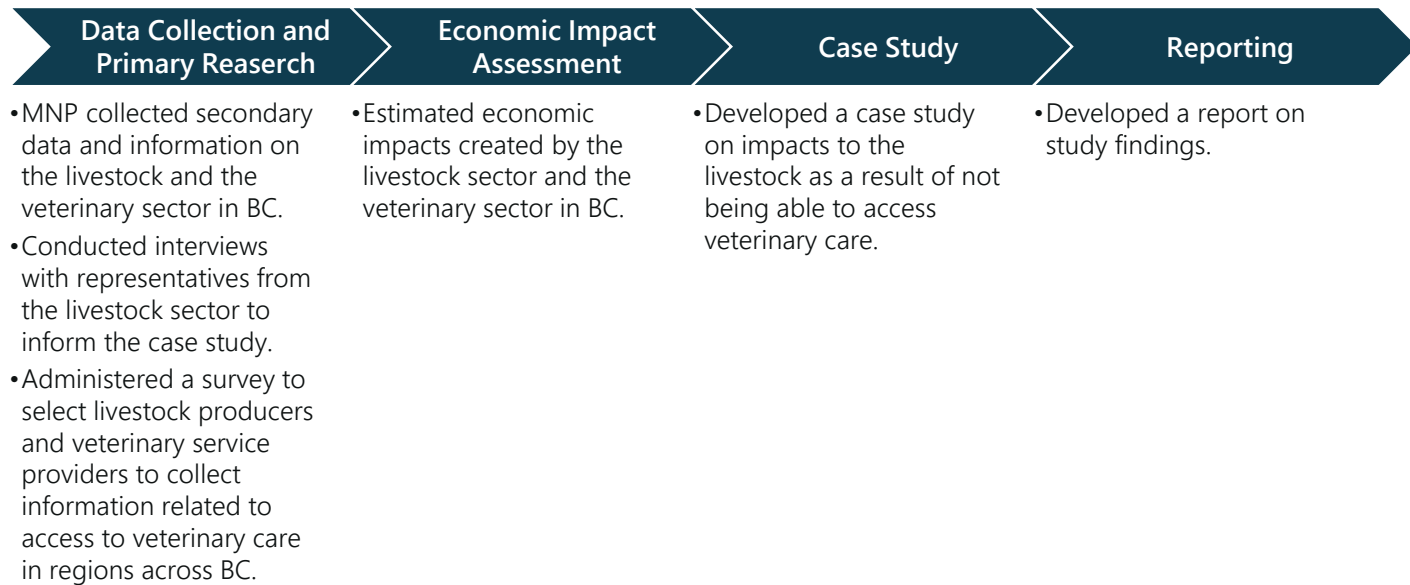 Data Collection and
Primary Reaserch
•MNP collected secondary
data and information on
the livestock and the
veterinary sector in BC.
•Conducted interviews
with representatives from
the livestock sector to
inform the case study.
•Administered a survey to
select livestock producers
and veterinary service
providers to collect
information related to
access to veterinary care
in regions across BC.
Economic Impact
Assessment
•Estimated economic
impacts created by the
livestock sector and the
veterinary sector in BC.
Case Study
•Developed a case study
on impacts to the
livestock as a result of not
being able to access
veterinary care.
Reporting
•Developed a report on
study findings.